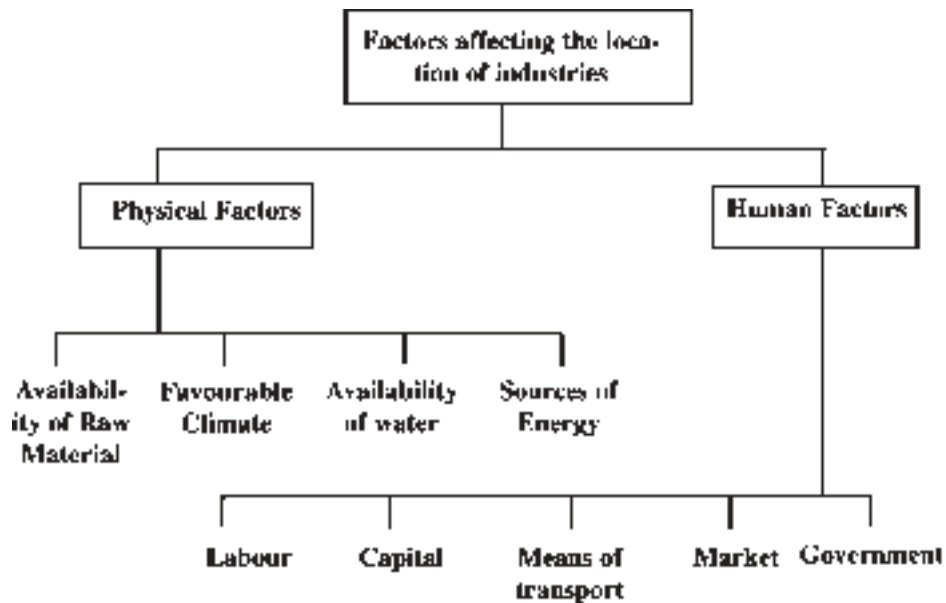 Factors affecting the loca-
tion of industries
Physical Factors
Human Factors
Availabil-
ity of Raw
Material
Favourable
Climate
Availability
of water
Sources of
Energy
Labour
Capital
Means of
transport
Market
Government